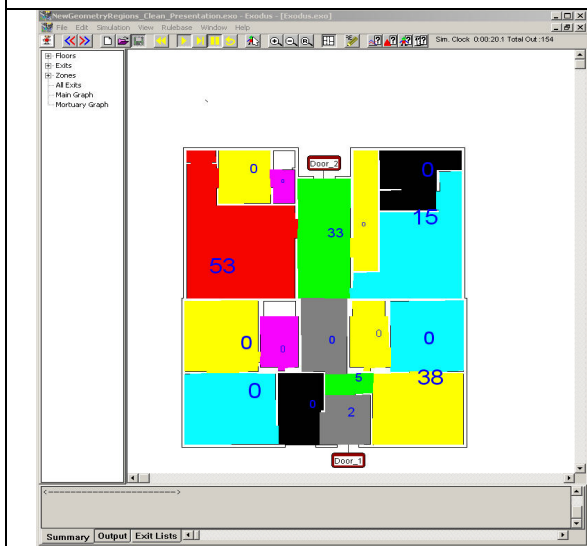 NewGeometryRegions_Clean_Presentation.exo - Exodus - [Exodus.exo]
File Edit Simulation View Rulebase Window Help
Sim. Clock 0:00:20.1 Total Out :154
Floors
Exits
Zones
All Exits
Main Graph
Mortuary Graph
Door_2
0
0
0
0
15
33
53
0
0
0
0
0
5
38
0
0
2
Door_1
<------------------------>
Summary Output Exit Lists